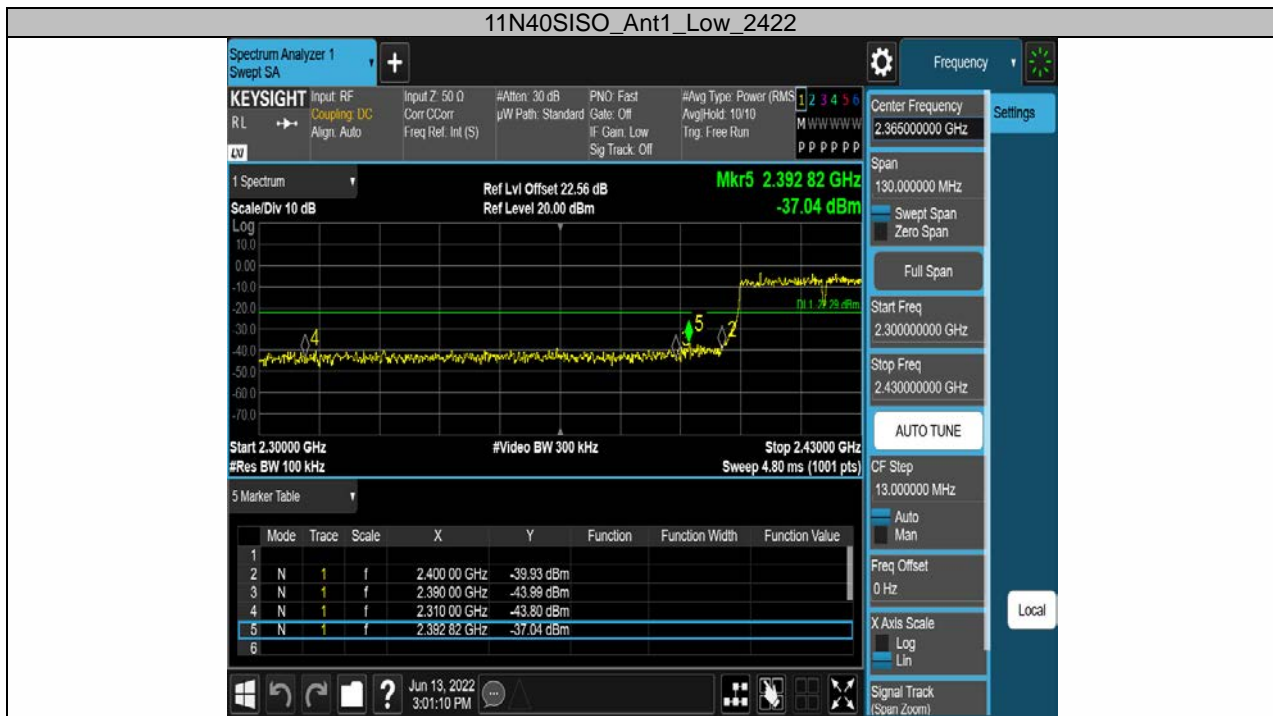 11N40SISO_Ant1_Low_2422
Spectrum Analyzer 1
Swept SA
+
Frequency
KEYSIGHT
RL
LXI
Input: RF
Coupling: DC
Align: Auto
Input Z: 50 Ω
Corr CCorr
Freq Ref: Int (S)
#Atten: 30 dB
µW Path: Standard
PNO: Fast
Gate: Off
IF Gain: Low
Sig Track: Off
#Avg Type: Power (RMS
Avg|Hold: 10/10
Trig: Free Run
1 2 3 4 5 6
M W W W W W
P P P P P P
1 Spectrum
Scale/Div 10 dB
Ref Lvl Offset 22.56 dB
Ref Level 20.00 dBm
Mkr5 2.392 82 GHz
-37.04 dBm
Log
10.0
0.00
-10.0
-20.0
-30.0
-40.0
-50.0
-60.0
-70.0
4
5
2
Start 2.30000 GHz
#Res BW 100 kHz
#Video BW 300 kHz
Stop 2.43000 GHz
Sweep 4.80 ms (1001 pts)
5 Marker Table
Mode Trace Scale X Y Function Function Width Function Value
1
2 N 1 f 2.400 00 GHz -39.93 dBm
3 N 1 f 2.390 00 GHz -43.99 dBm
4 N 1 f 2.310 00 GHz -43.80 dBm
5 N 1 f 2.392 82 GHz -37.04 dBm
6
?
Jun 13, 2022
3:01:10 PM
Center Frequency
2.365000000 GHz
Span
130.000000 MHz
Swept Span
Zero Span
Full Span
Start Freq
2.300000000 GHz
Stop Freq
2.430000000 GHz
AUTO TUNE
CF Step
13.000000 MHz
Auto
Man
Freq Offset
0 Hz
X Axis Scale
Log
Lin
Signal Track
(Span Zoom)
Settings
Local